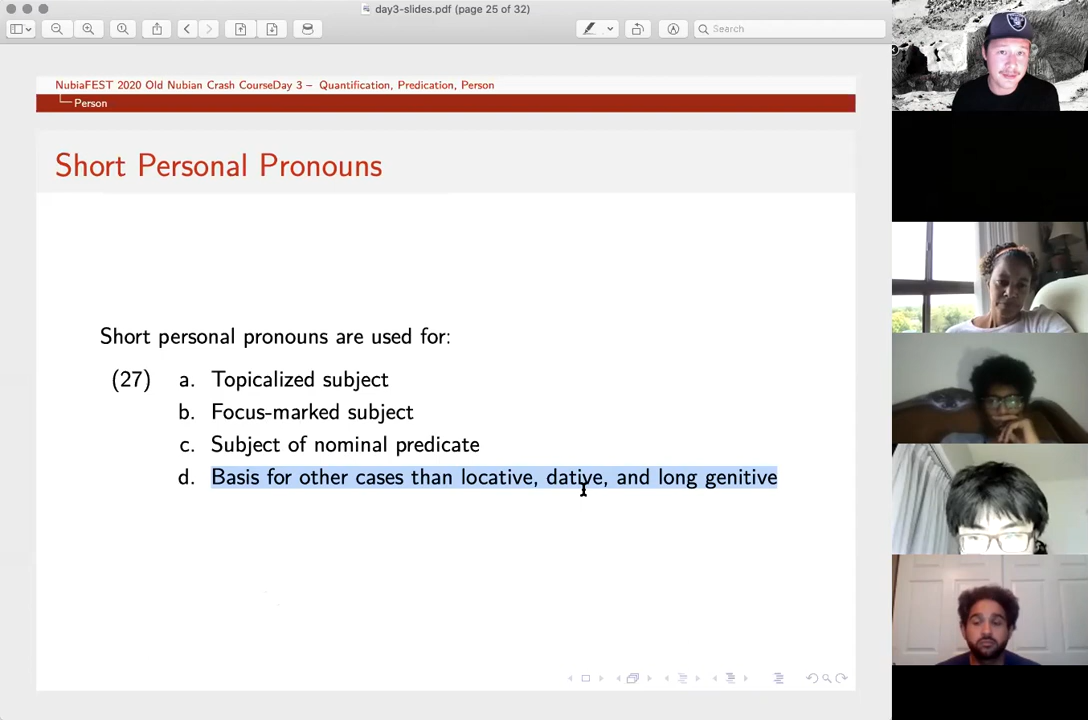 day3-slides.pdf (page 25 of 32)
Search
NubiaFEST 2020 Old Nubian Crash CourseDay 3 – Quantification, Predication, Person
Person
Short Personal Pronouns
Short personal pronouns are used for:
(27) a. Topicalized subject
b. Focus-marked subject
c. Subject of nominal predicate
d. Basis for other cases than locative, dative, and long genitive